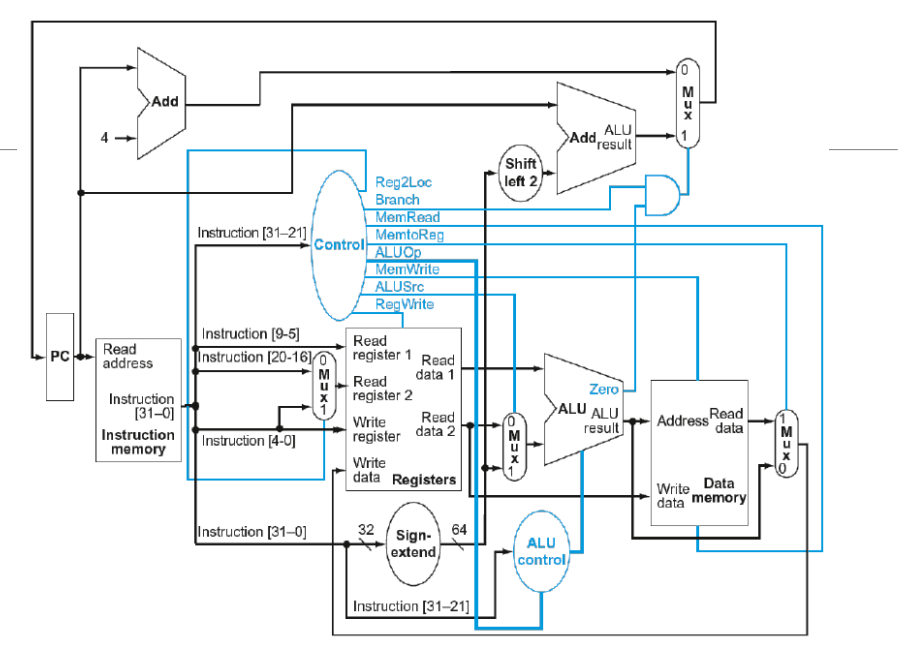 Add
4
0
Mux
1
Add ALU
result
Shift
left 2
Reg2Loc
Branch
MemRead
MemtoReg
ALUOp
MemWrite
ALUSrc
RegWrite
Control
Instruction [31–21]
PC
Read
address
Instruction
[31–0]
Instruction
memory
Instruction [9-5]
Instruction [20-16]
Instruction [4-0]
0
Mux
1
Read
register 1
Read
register 2
Write
register
Write
data
Read
data 1
Read
data 2
Registers
0
Mux
1
Zero
ALU
ALU
result
Address
Read
data
Write
data
Data
memory
1
Mux
0
Instruction [31–0]
32
Sign-
extend
64
ALU
control
Instruction [31–21]